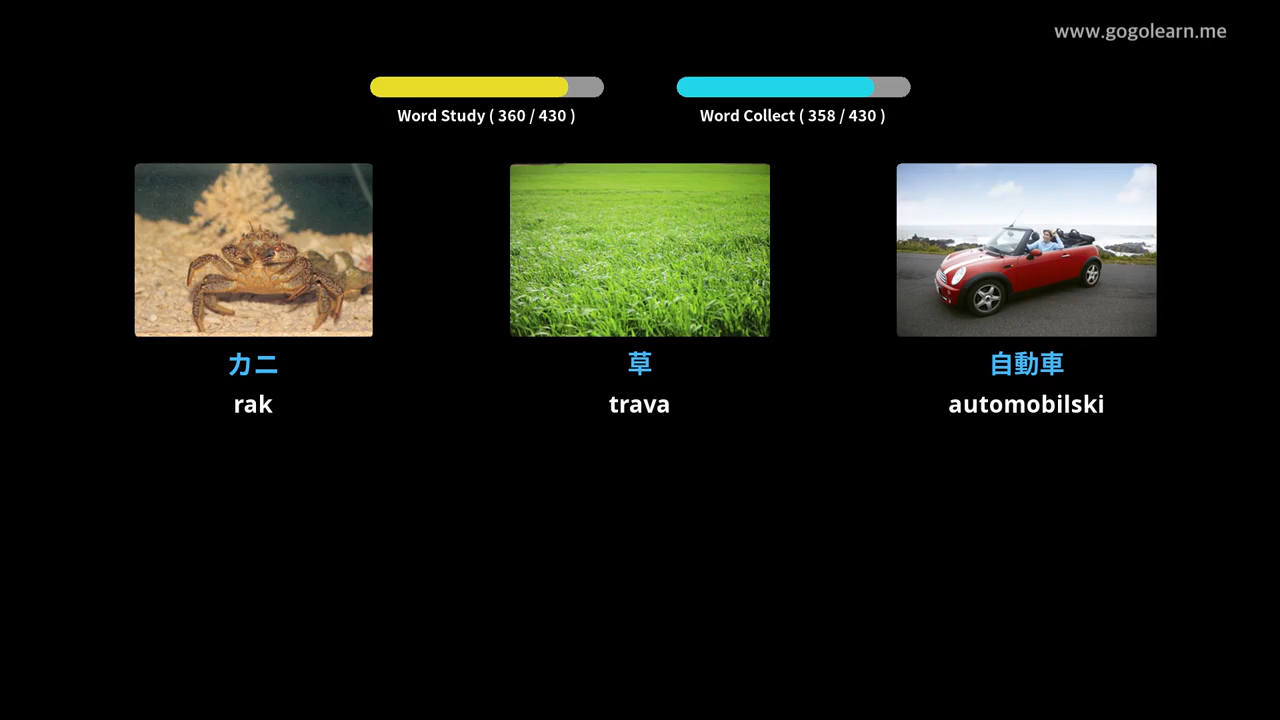 www.gogolearn.me
Word Study ( 360 / 430 )
Word Collect ( 358 / 430 )
カニ
草
自動車
rak
trava
automobilski